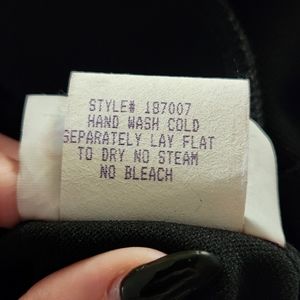 STYLE# 187007
HAND WASH COLD
SEPARATELY LAY FLAT
TO DRY NO STEAM
NO BLEACH